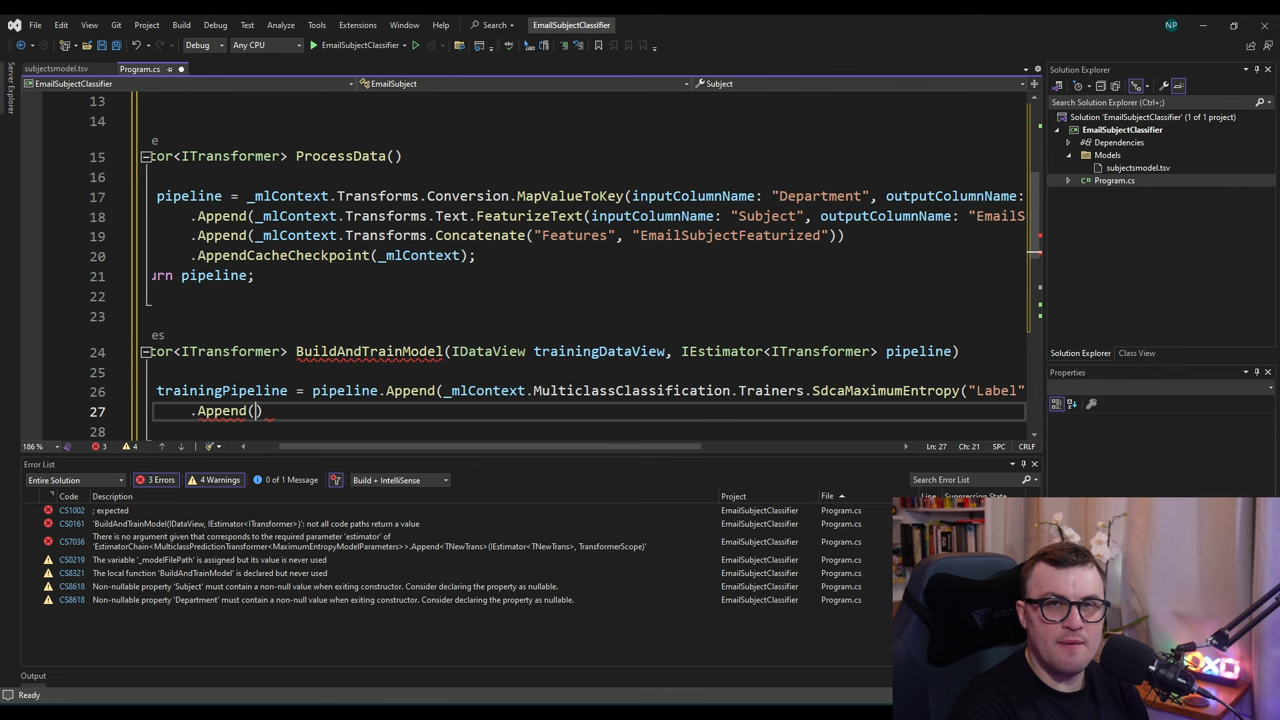 File Edit View Git Project Build Debug Test Analyze Tools Extensions Window Help Search EmailSubjectClassifier NP
Debug Any CPU EmailSubjectClassifier
Server Explorer
subjectsmodel.tsv Program.cs
EmailSubjectClassifier EmailSubject Subject
13
14
e
15 tor<ITransformer> ProcessData()
16
17 pipeline = _mlContext.Transforms.Conversion.MapValueToKey(inputColumnName: "Department", outputColumnName:
18 .Append(_mlContext.Transforms.Text.FeaturizeText(inputColumnName: "Subject", outputColumnName: "EmailS
19 .Append(_mlContext.Transforms.Concatenate("Features", "EmailSubjectFeaturized"))
20 .AppendCacheCheckpoint(_mlContext);
21 urn pipeline;
22
23
es
24 tor<ITransformer> BuildAndTrainModel(IDataView trainingDataView, IEstimator<ITransformer> pipeline)
25
26 trainingPipeline = pipeline.Append(_mlContext.MulticlassClassification.Trainers.SdcaMaximumEntropy("Label"
27 .Append()
28
186 % 3 4 Ln: 27 Ch: 21 SPC CRLF
Error List
Entire Solution 3 Errors 4 Warnings 0 of 1 Message Build + IntelliSense Search Error List
Code Description Project File Line Suppression State
CS1002 ; expected EmailSubjectClassifier Program.cs
CS0161 'BuildAndTrainModel(IDataView, IEstimator<ITransformer>)': not all code paths return a value EmailSubjectClassifier Program.cs
CS7036 There is no argument given that corresponds to the required parameter 'estimator' of
'EstimatorChain<MulticlassPredictionTransformer<MaximumEntropyModelParameters>>.Append<TNewTrans>(IEstimator<TNewTrans>, TransformerScope)' EmailSubjectClassifier Program.cs
CS0219 The variable '_modelFilePath' is assigned but its value is never used EmailSubjectClassifier Program.cs
CS8321 The local function 'BuildAndTrainModel' is declared but never used EmailSubjectClassifier Program.cs
CS8618 Non-nullable property 'Subject' must contain a non-null value when exiting constructor. Consider declaring the property as nullable. EmailSubjectClassifier Program.cs
CS8618 Non-nullable property 'Department' must contain a non-null value when exiting constructor. Consider declaring the property as nullable. EmailSubjectClassifier Program.cs
Output
Ready
Solution Explorer
Search Solution Explorer (Ctrl+;)
Solution 'EmailSubjectClassifier' (1 of 1 project)
EmailSubjectClassifier
Dependencies
Models
subjectsmodel.tsv
Program.cs
Solution Explorer Class View
Properties